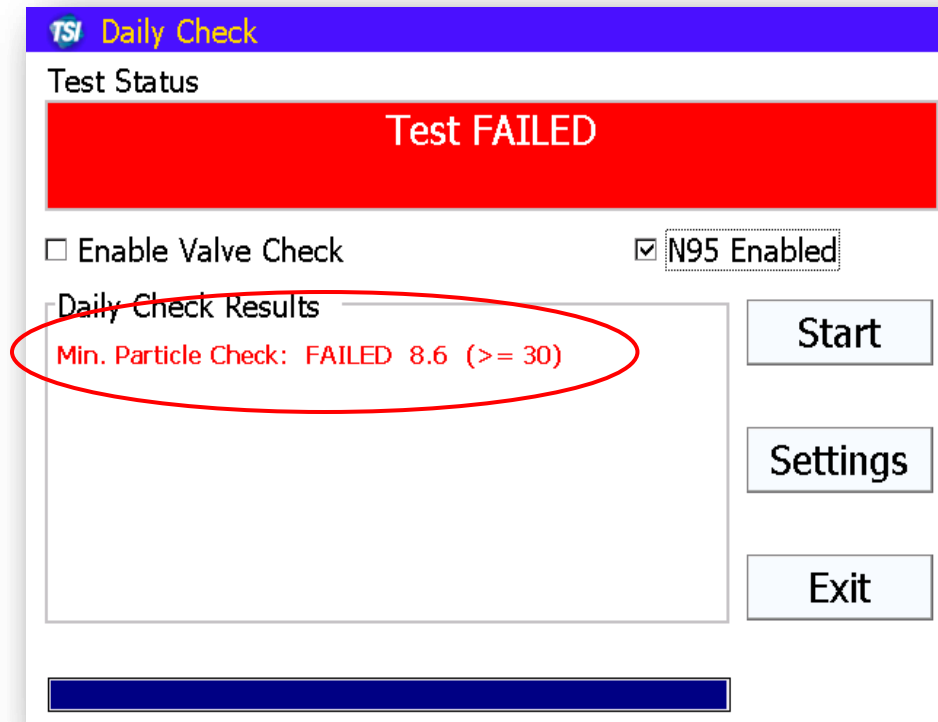 TSI Daily Check
Test Status
Test FAILED
Enable Valve Check
N95 Enabled
Daily Check Results
Min. Particle Check: FAILED 8.6 (>= 30)
Start
Settings
Exit